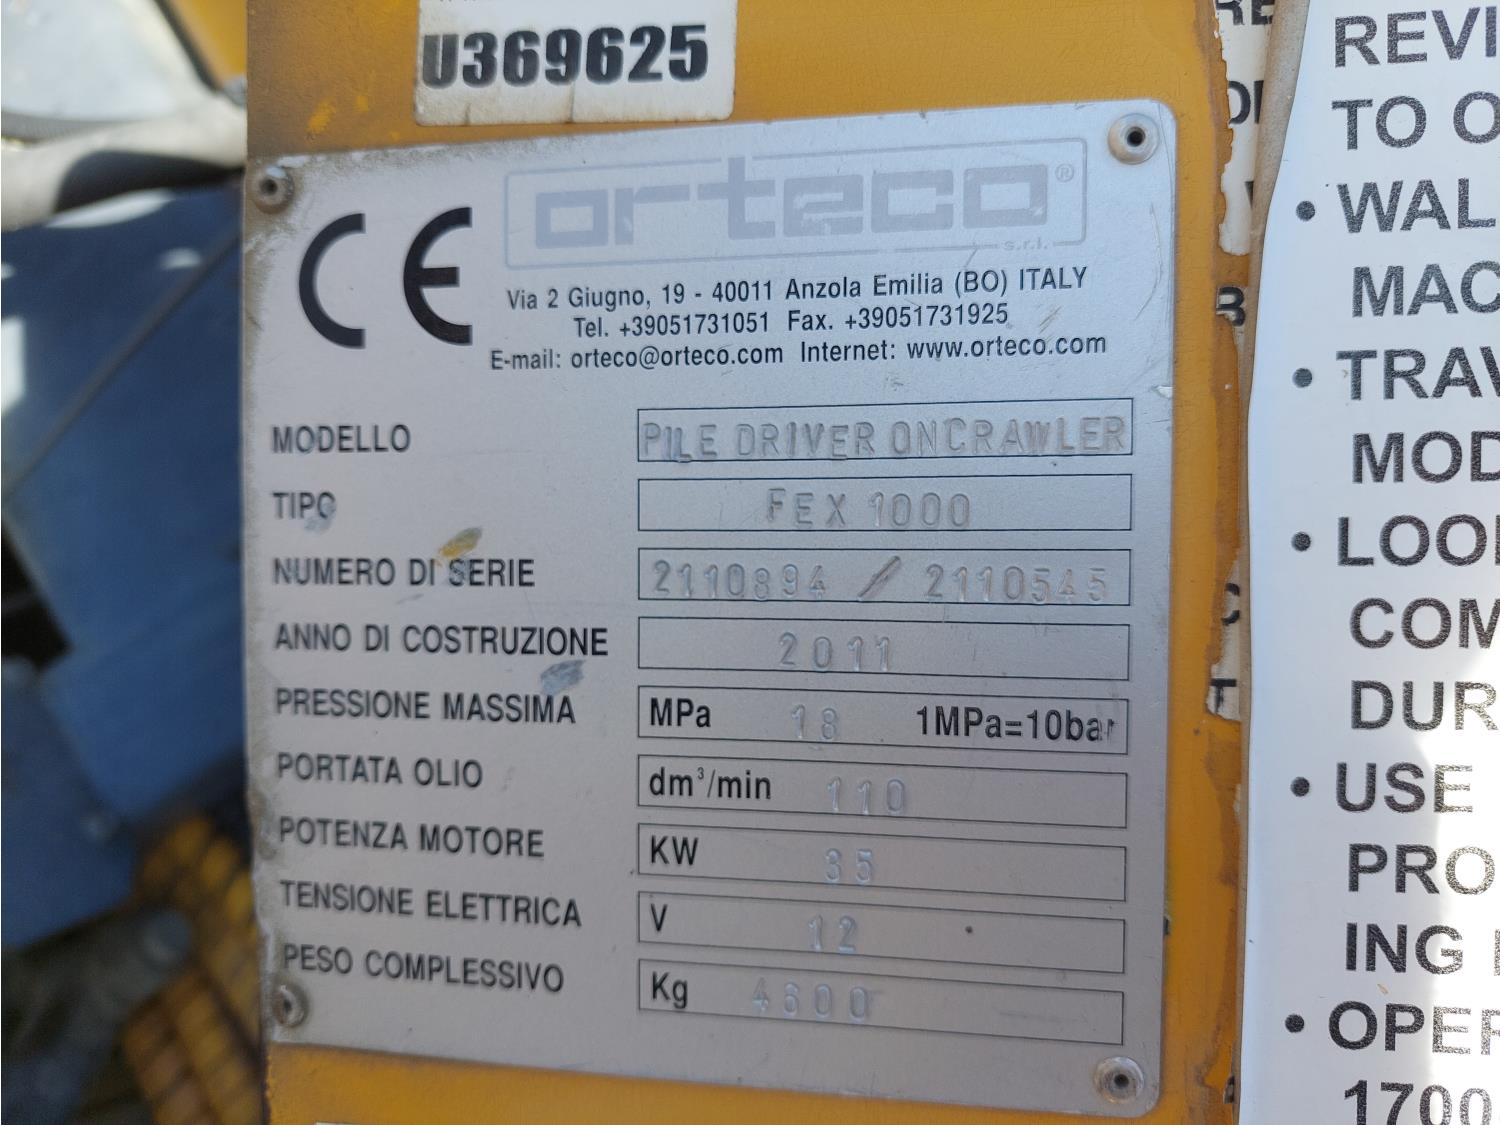 U369625
CE
orteco®
s.r.l.
Via 2 Giugno, 19 - 40011 Anzola Emilia (BO) ITALY
Tel. +39051731051 Fax. +39051731925
E-mail: orteco@orteco.com Internet: www.orteco.com
MODELLO PILE DRIVER ONCRAWLER
TIPO FEX 1000
NUMERO DI SERIE 2110894 / 2110545
ANNO DI COSTRUZIONE 2011
PRESSIONE MASSIMA MPa 18 1MPa=10bar
PORTATA OLIO dm³/min 110
POTENZA MOTORE KW 35
TENSIONE ELETTRICA V 12
PESO COMPLESSIVO Kg 4600
REVI
TO O
• WAL
MAC
• TRAV
MOD
• LOO
COM
DUR
• USE
PRO
ING
• OPER
1700